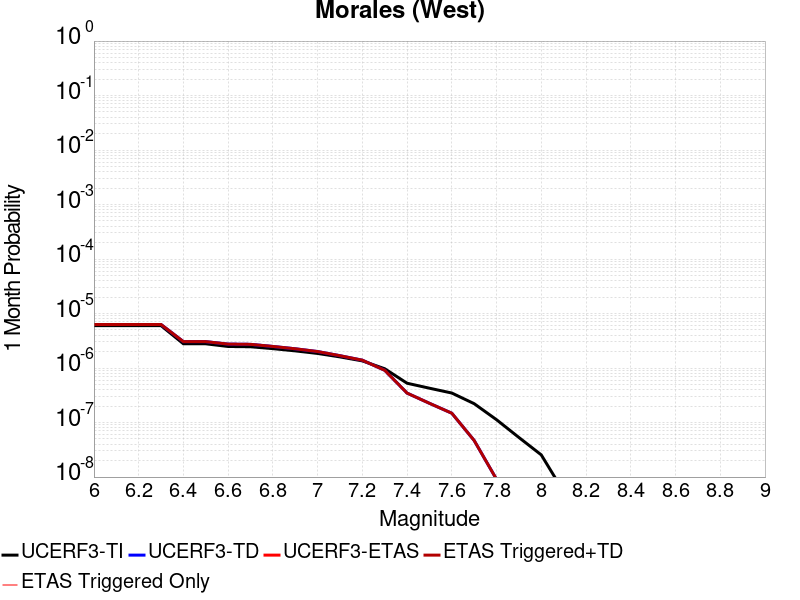 Morales (West)
10^0
10^-1
10^-2
10^-3
10^-4
10^-5
10^-6
10^-7
10^-8
1 Month Probability
6 6.2 6.4 6.6 6.8 7 7.2 7.4 7.6 7.8 8 8.2 8.4 8.6 8.8 9
Magnitude
UCERF3-TI UCERF3-TD UCERF3-ETAS ETAS Triggered+TD
ETAS Triggered Only